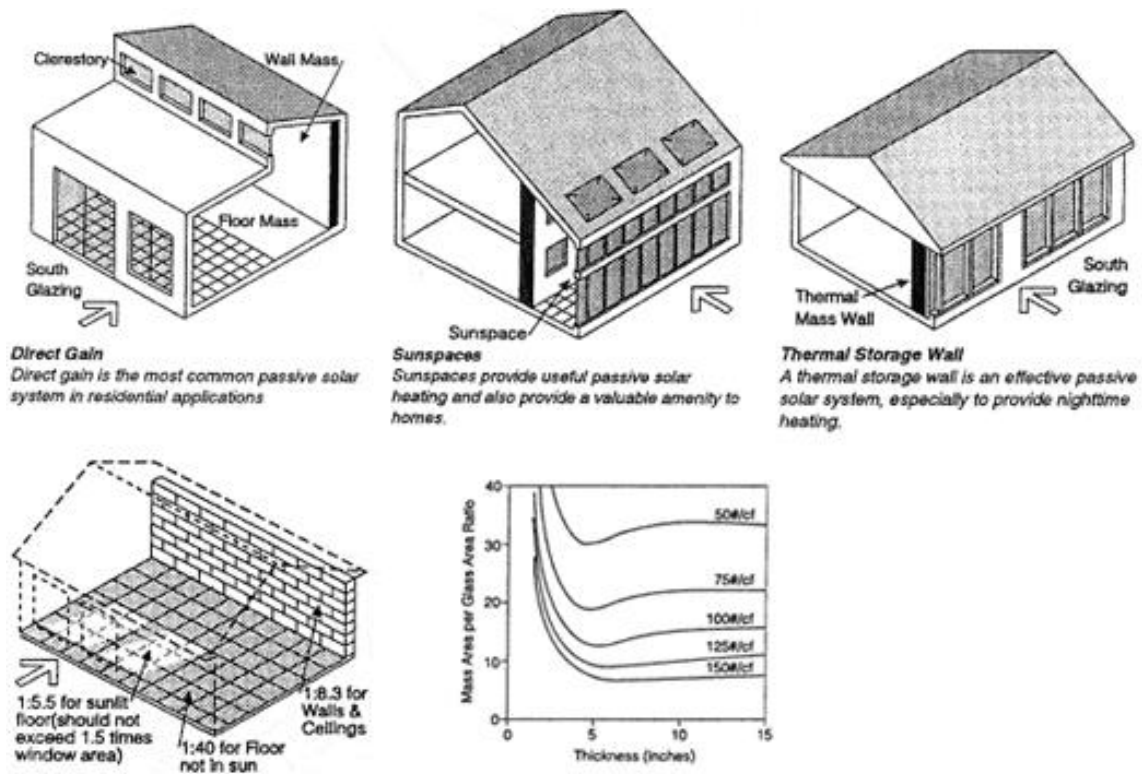 Clerestory
Wall Mass
Floor Mass
South
Glazing
Direct Gain
Direct gain is the most common passive solar
system in residential applications
Sunspace
Sunspaces
Sunspaces provide useful passive solar
heating and also provide a valuable amenity to
homes.
Thermal
Mass Wall
South
Glazing
Thermal Storage Wall
A thermal storage wall is an effective passive
solar system, especially to provide nighttime
heating.
1:5.5 for sunlit
floor(should not
exceed 1.5 times
window area)
1:40 for Floor
not in sun
1:8.3 for
Walls &
Ceilings
Mass Area per Glass Area Ratio
40
30
20
10
0
50#/cf
75#/cf
100#/cf
125#/cf
150#/cf
0
5
10
15
Thickness (Inches)